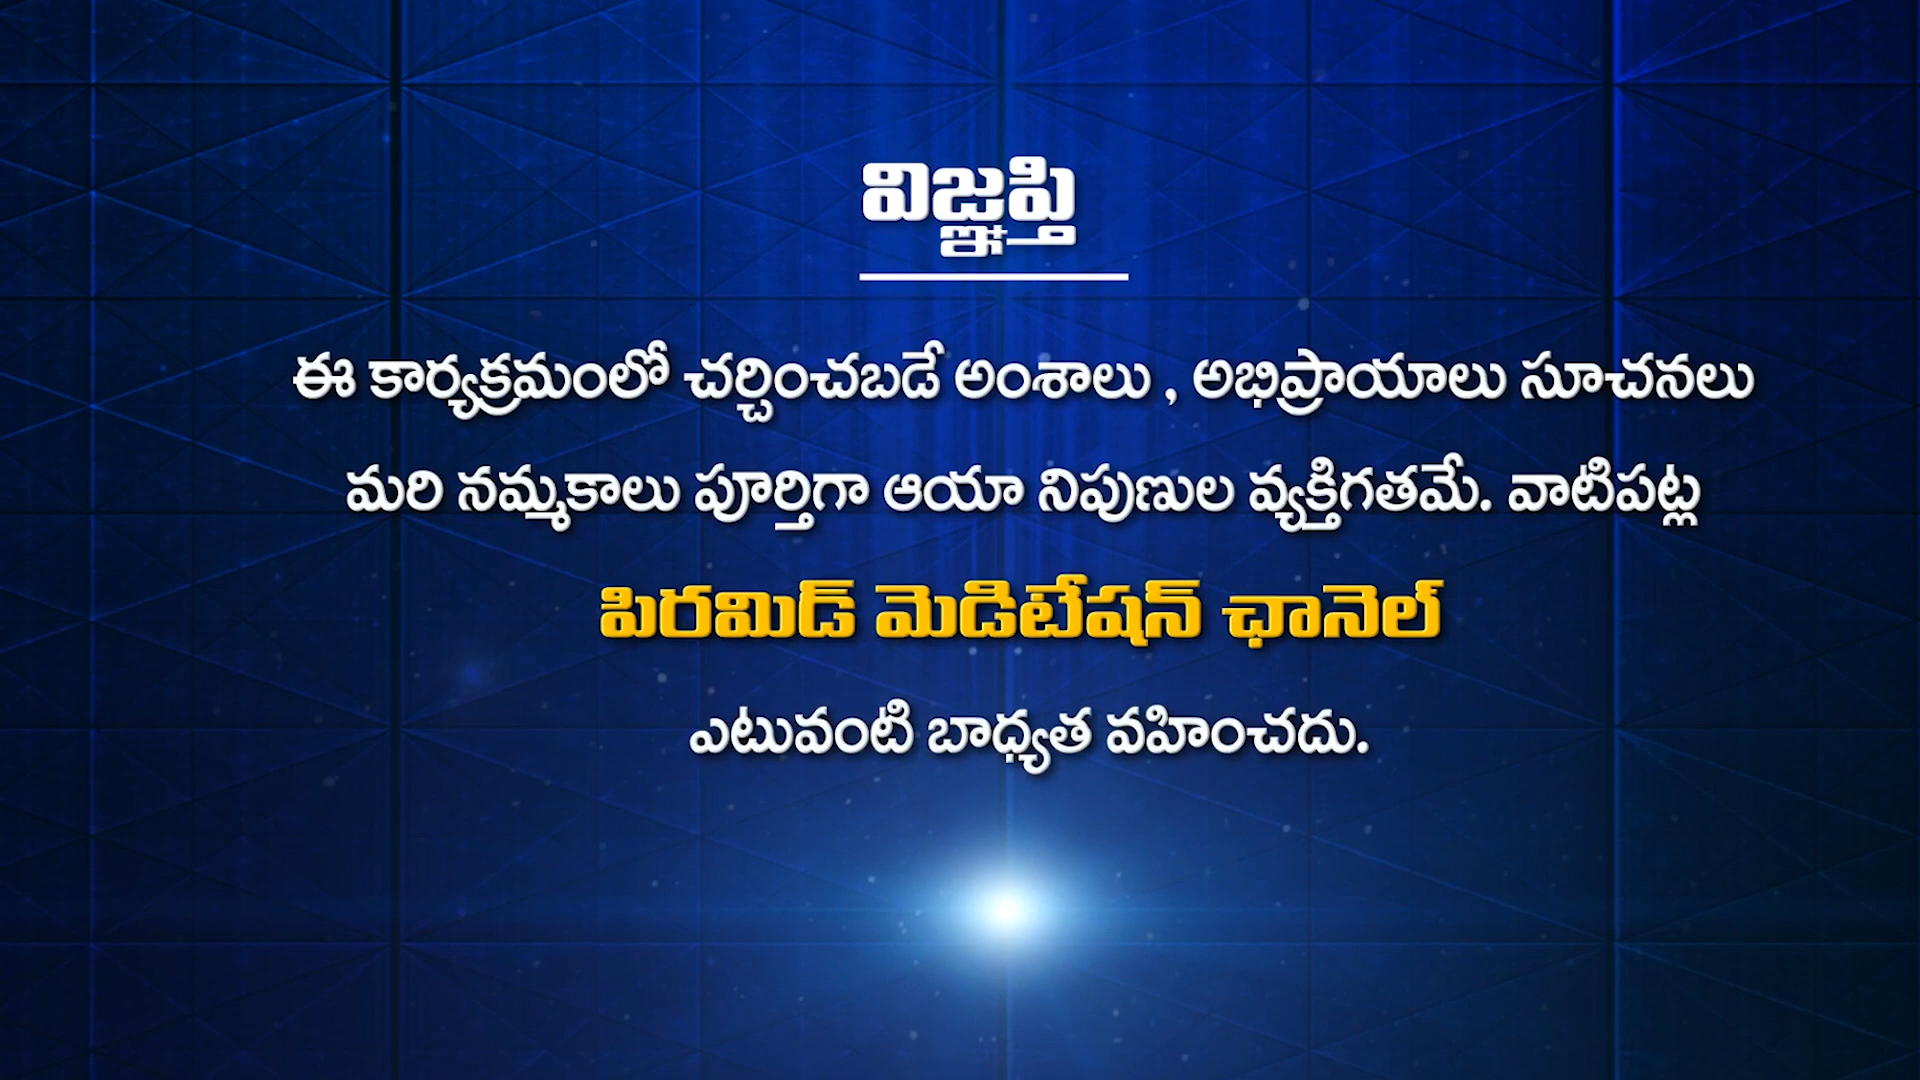 విజ్ఞప్తి
ఈ కార్యక్రమంలో చర్చించబడే అంశాలు , అభిప్రాయాలు సూచనలు
మరి నమ్మకాలు పూర్తిగా ఆయా నిపుణుల వ్యక్తిగతమే. వాటిపట్ల
పిరమిడ్ మెడిటేషన్ ఛానెల్
ఎటువంటి బాధ్యత వహించదు.